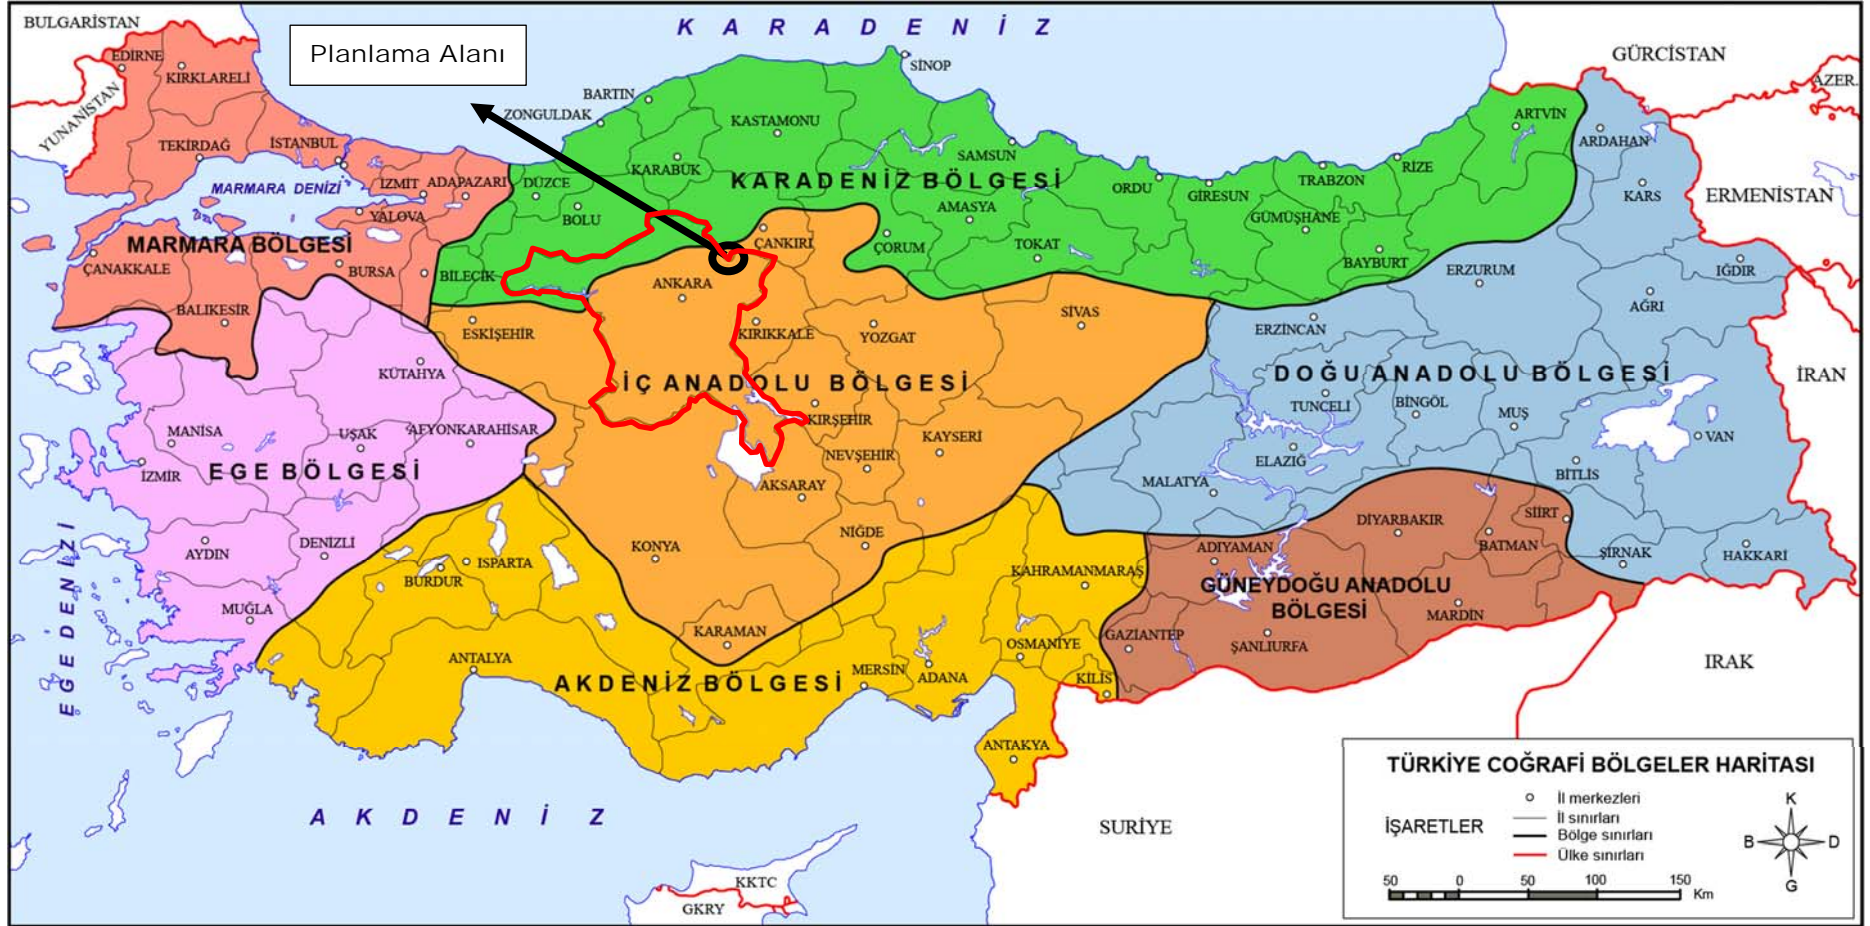 BULGARİSTAN
K A R A D E N İ Z
Planlama Alanı
GÜRCİSTAN
EDİRNE
KIRKLARELİ
SİNOP
AZER.
YUNANİSTAN
BARTIN
ZONGULDAK
KASTAMONU
ARTVİN
ARDAHAN
TEKİRDAĞ
İSTANBUL
KARABÜK
SAMSUN
MARMARA DENİZİ
İZMİT
ADAPAZARI
DÜZCE
KARADENİZ BÖLGESİ
ORDU
GİRESUN
TRABZON
RİZE
KARS
ERMENİSTAN
YALOVA
BOLU
AMASYA
GÜMÜŞHANE
MARMARA BÖLGESİ
ÇANKIRI
ÇORUM
TOKAT
BAYBURT
ÇANAKKALE
BURSA
BİLECİK
ANKARA
ERZURUM
IĞDIR
BALIKESİR
ESKİŞEHİR
KIRIKKALE
YOZGAT
SİVAS
ERZİNCAN
AĞRI
KÜTAHYA
İÇ ANADOLU BÖLGESİ
DOĞU ANADOLU BÖLGESİ
İRAN
TUNCELİ
BİNGÖL
MUŞ
MANİSA
UŞAK
AFYONKARAHİSAR
KIRŞEHİR
KAYSERİ
VAN
EGE BÖLGESİ
İZMİR
NEVŞEHİR
ELAZIĞ
BİTLİS
AKSARAY
MALATYA
SİİRT
DİYARBAKIR
EGE DENİZİ
AYDIN
DENİZLİ
KONYA
NİĞDE
ADIYAMAN
BATMAN
ŞIRNAK
HAKKARİ
BURDUR
ISPARTA
KAHRAMANMARAŞ
GÜNEYDOĞU ANADOLU
BÖLGESİ
MUĞLA
MARDİN
KARAMAN
GAZİANTEP
ŞANLIURFA
OSMANİYE
ANTALYA
AKDENİZ BÖLGESİ
MERSİN
ADANA
KİLİS
IRAK
ANTAKYA
A K D E N İ Z
SURİYE
KKTC
GKRY
TÜRKİYE COĞRAFİ BÖLGELER HARİTASI
İŞARETLER
İl merkezleri
İl sınırları
Bölge sınırları
Ülke sınırları
K
B
D
G
50 0 50 100 150
Km